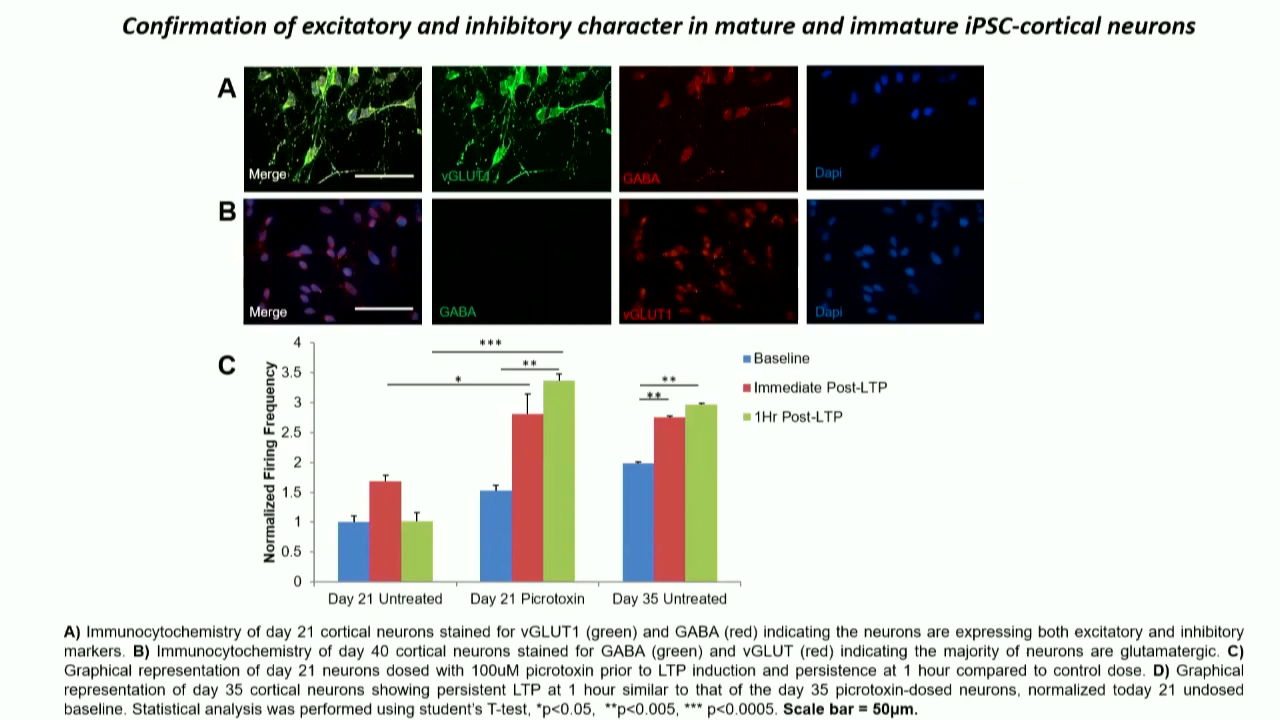 Confirmation of excitatory and inhibitory character in mature and immature iPSC-cortical neurons
A
Merge
vGLUT1
GABA
Dapi
B
Merge
GABA
vGLUT1
Dapi
C
Normalized Firing Frequency
4
3.5
3
2.5
2
1.5
1
0.5
0
***
**
*
**
**
Baseline
Immediate Post-LTP
1Hr Post-LTP
Day 21 Untreated
Day 21 Picrotoxin
Day 35 Untreated
A) Immunocytochemistry of day 21 cortical neurons stained for vGLUT1 (green) and GABA (red) indicating the neurons are expressing both excitatory and inhibitory
markers. B) Immunocytochemistry of day 40 cortical neurons stained for GABA (green) and vGLUT (red) indicating the majority of neurons are glutamatergic. C)
Graphical representation of day 21 neurons dosed with 100uM picrotoxin prior to LTP induction and persistence at 1 hour compared to control dose. D) Graphical
representation of day 35 cortical neurons showing persistent LTP at 1 hour similar to that of the day 35 picrotoxin-dosed neurons, normalized today 21 undosed
baseline. Statistical analysis was performed using student's T-test, *p<0.05, **p<0.005, *** p<0.0005. Scale bar = 50µm.